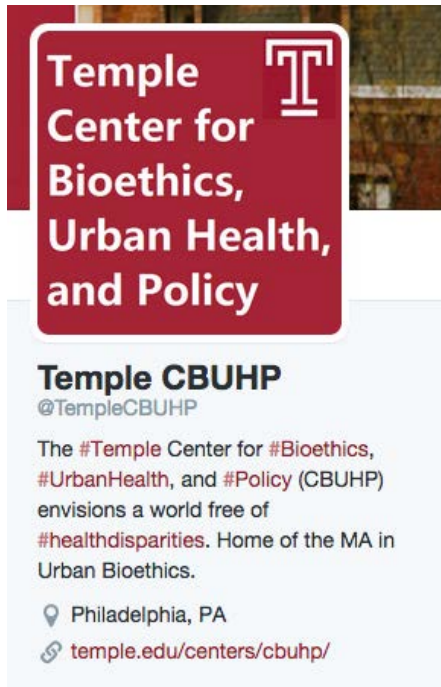 Temple
Center for
Bioethics,
Urban Health,
and Policy
T
Temple CBUHP
@TempleCBUHP
The #Temple Center for #Bioethics,
#UrbanHealth, and #Policy (CBUHP)
envisions a world free of
#healthdisparities. Home of the MA in
Urban Bioethics.
Philadelphia, PA
temple.edu/centers/cbuhp/